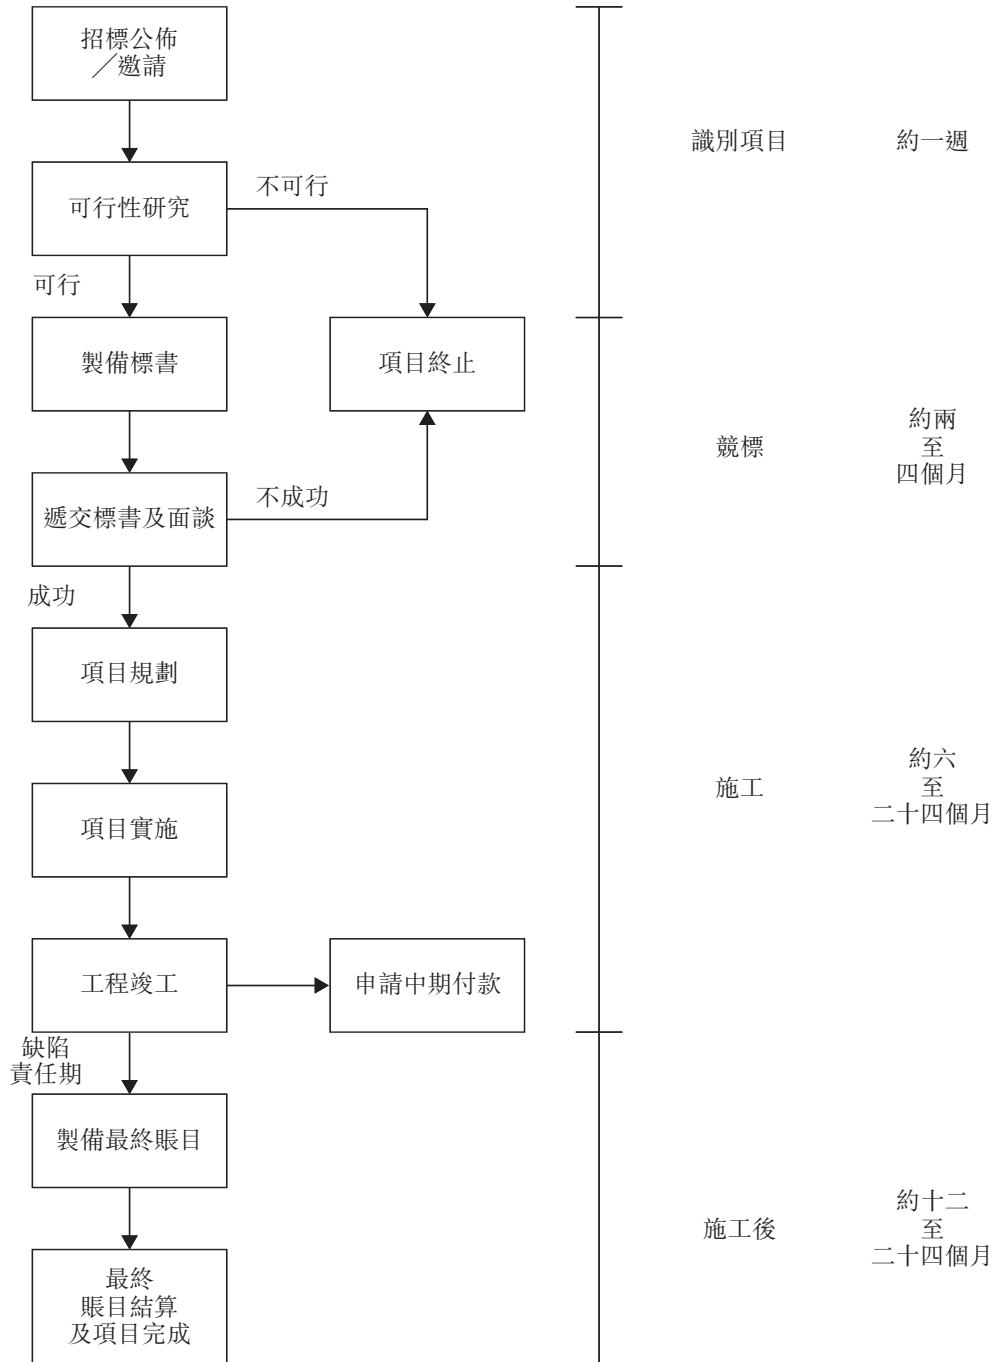 招標公佈
╱邀請
識別項目
約一週
可行性研究
不可行
可行
製備標書
項目終止
競標
約兩
至
四個月
遞交標書及面談
不成功
成功
項目規劃
項目實施
施工
約六
至
二十四個月
工程竣工
申請中期付款
缺陷
責任期
製備最終賬目
施工後
約十二
至
二十四個月
最終
賬目結算
及項目完成